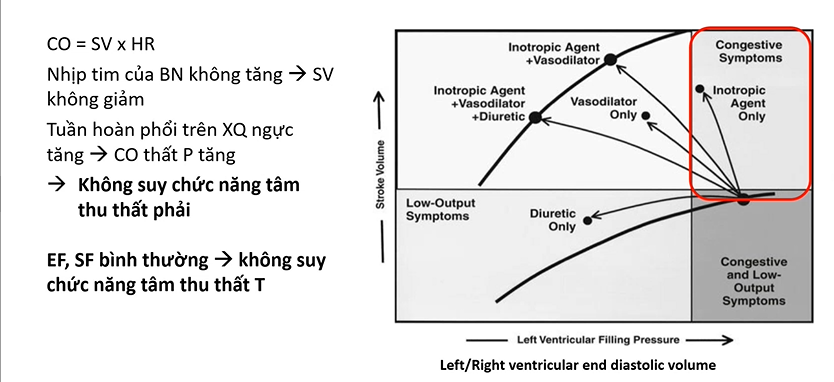 CO = SV x HR
Nhịp tim của BN không tăng → SV
không giảm
Tuần hoàn phổi trên XQ ngực
tăng → CO thất P tăng
→ Không suy chức năng tâm
thu thất phải
EF, SF bình thường → không suy
chức năng tâm thu thất T
Stroke Volume
Inotropic Agent
+Vasodilator
Congestive
Symptoms
Inotropic Agent
+Vasodilator
+Diuretic
Vasodilator
Only
Inotropic
Agent
Only
Low-Output
Symptoms
Diuretic
Only
Congestive
and Low-
Output
Symptoms
Left Ventricular Filling Pressure
Left/Right ventricular end diastolic volume